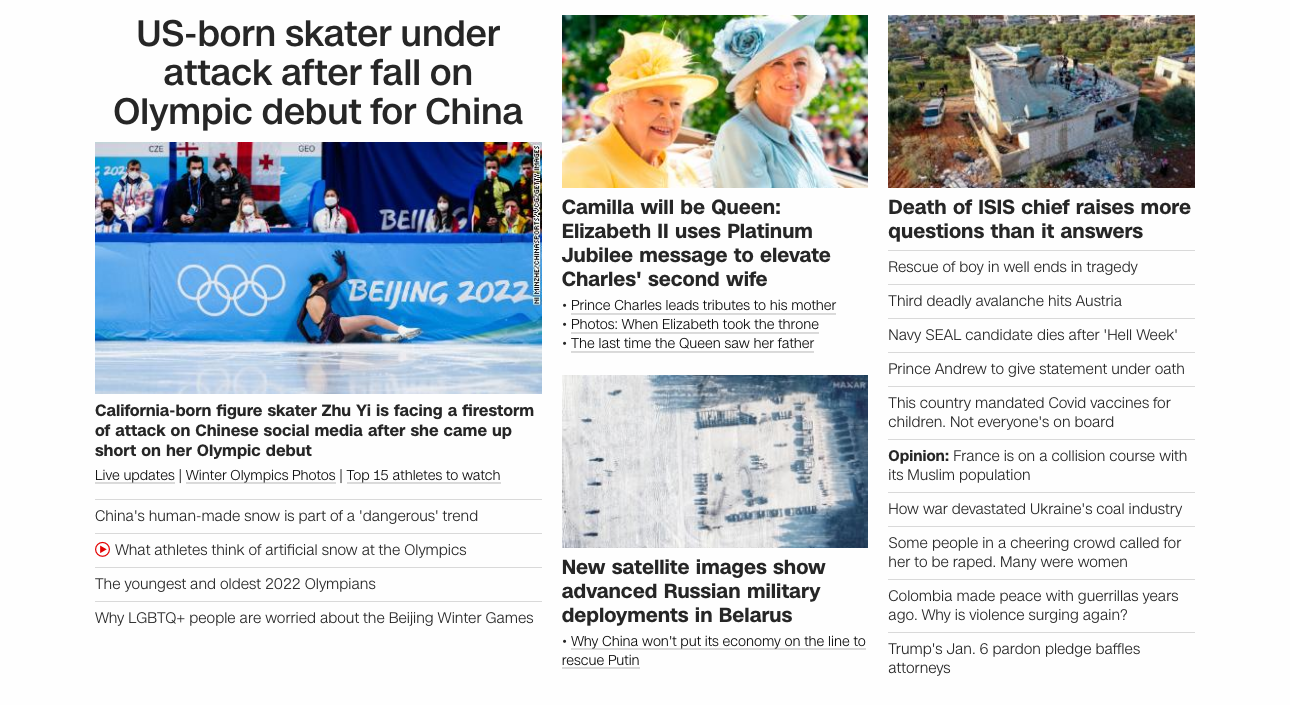 US-born skater under
attack after fall on
Olympic debut for China
CZE
GEO
BEIJING
BEIJING 2022
NI MINZHE/CHINASPORTS/VCG/GETTY IMAGES
California-born figure skater Zhu Yi is facing a firestorm
of attack on Chinese social media after she came up
short on her Olympic debut
Live updates | Winter Olympics Photos | Top 15 athletes to watch
China's human-made snow is part of a 'dangerous' trend
What athletes think of artificial snow at the Olympics
The youngest and oldest 2022 Olympians
Why LGBTQ+ people are worried about the Beijing Winter Games
Camilla will be Queen:
Elizabeth II uses Platinum
Jubilee message to elevate
Charles' second wife
• Prince Charles leads tributes to his mother
• Photos: When Elizabeth took the throne
• The last time the Queen saw her father
MAXAR
New satellite images show
advanced Russian military
deployments in Belarus
• Why China won't put its economy on the line to
rescue Putin
Death of ISIS chief raises more
questions than it answers
Rescue of boy in well ends in tragedy
Third deadly avalanche hits Austria
Navy SEAL candidate dies after 'Hell Week'
Prince Andrew to give statement under oath
This country mandated Covid vaccines for
children. Not everyone's on board
Opinion: France is on a collision course with
its Muslim population
How war devastated Ukraine's coal industry
Some people in a cheering crowd called for
her to be raped. Many were women
Colombia made peace with guerrillas years
ago. Why is violence surging again?
Trump's Jan. 6 pardon pledge baffles
attorneys